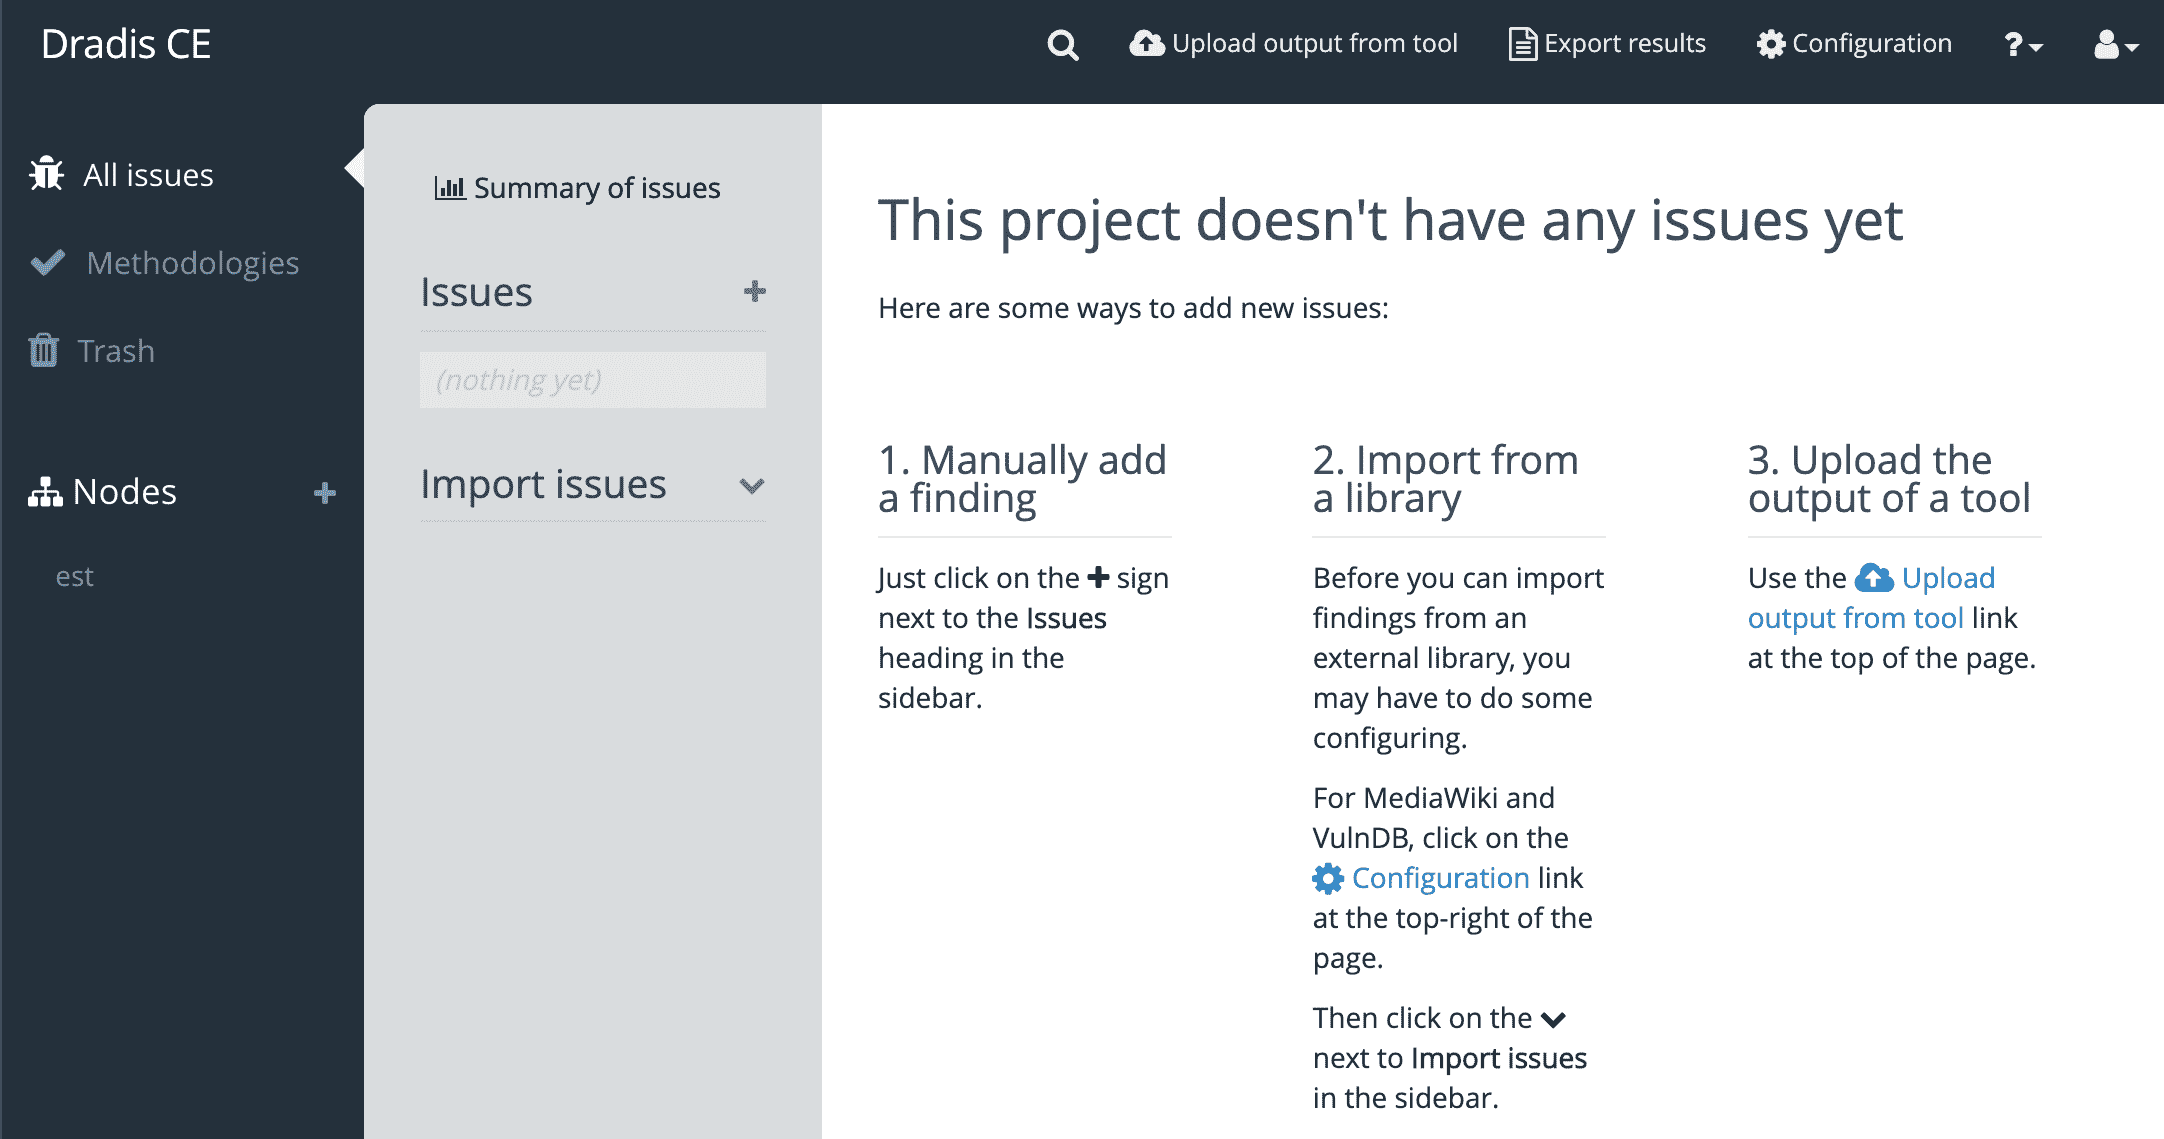 Dradis CE
Upload output from tool
Export results
Configuration
?
All issues
Methodologies
Trash
Nodes
est
Summary of issues
Issues
(nothing yet)
Import issues
This project doesn't have any issues yet
Here are some ways to add new issues:
1. Manually add
a finding
Just click on the + sign
next to the Issues
heading in the
sidebar.
2. Import from
a library
Before you can import
findings from an
external library, you
may have to do some
configuring.
For MediaWiki and
VulnDB, click on the
Configuration link
at the top-right of the
page.
Then click on the
next to Import issues
in the sidebar.
3. Upload the
output of a tool
Use the Upload
output from tool link
at the top of the page.